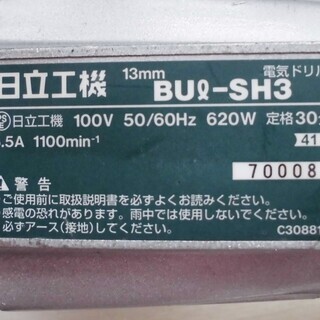 日立工機 13mm BUℓ-SH3 電気ドリル
日立工機 100V 50/60Hz 620W 定格30分
.5A 1100min⁻¹ 41
70008
⚠警告
・ご使用前に取扱説明書を必ずよくお読みください。
・感電の恐れがあります。雨中では使用しないでください。
必ずアース(接地)してください。
C30881